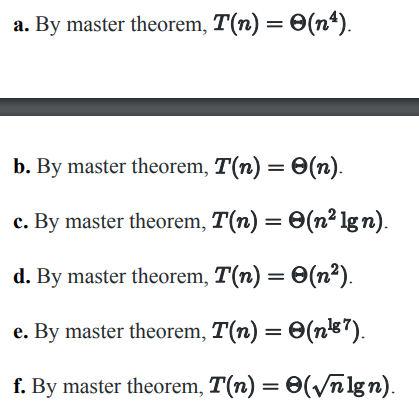 a. By master theorem, T(n) = Θ(n⁴).
b. By master theorem, T(n) = Θ(n).
c. By master theorem, T(n) = Θ(n² lg n).
d. By master theorem, T(n) = Θ(n²).
e. By master theorem, T(n) = Θ(n^{lg 7}).
f. By master theorem, T(n) = Θ(√n lg n).